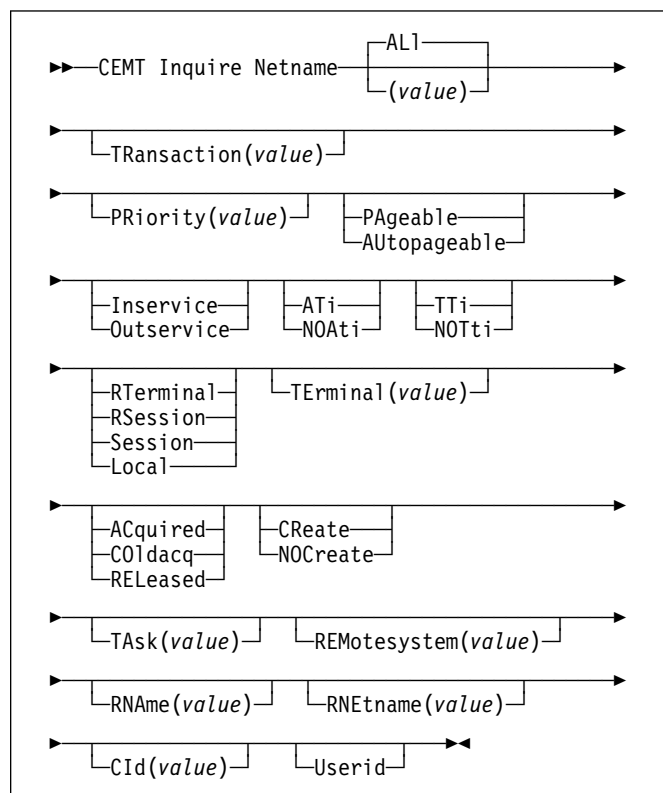 ALl
CEMT Inquire Netname
(value)
TRansaction(value)
PRiority(value) PAgeable
AUtopageable
Inservice ATi TTi
Outservice NOAti NOTti
RTerminal TErminal(value)
RSession
Session
Local
ACquired CReate
COldacq NOCreate
RELeased
TAsk(value) REMotesystem(value)
RNAme(value) RNEtname(value)
CId(value) Userid